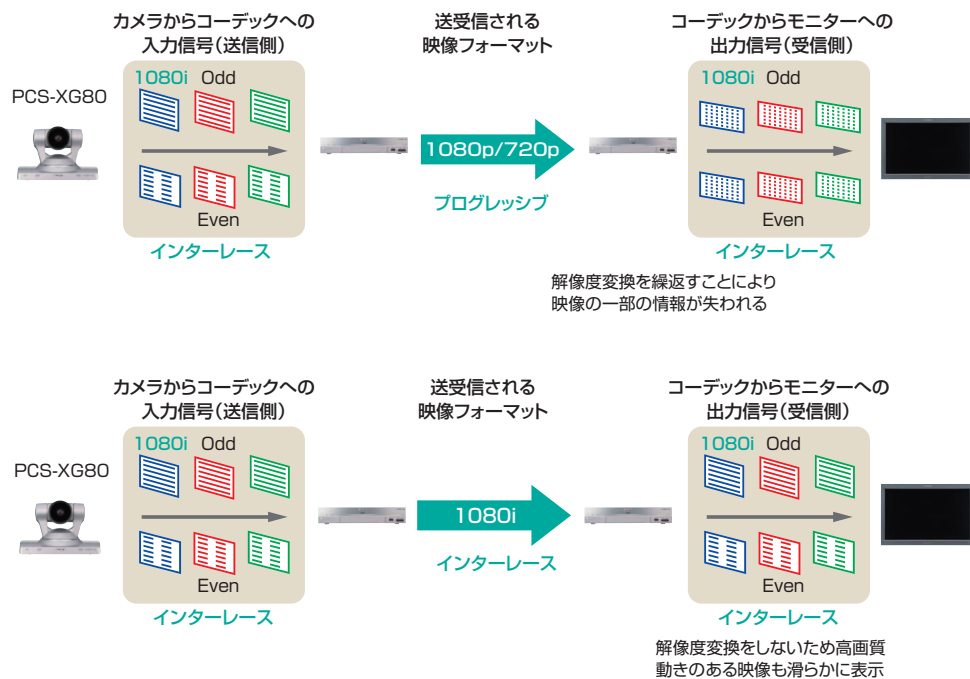 カメラからコーデックへの
入力信号（送信側）
送受信される
映像フォーマット
コーデックからモニターへの
出力信号（受信側）
PCS-XG80
1080i Odd
1080p/720p
1080i Odd
プログレッシブ
Even
Even
インターレース
インターレース
解像度変換を繰返すことにより
映像の一部の情報が失われる
カメラからコーデックへの
入力信号（送信側）
送受信される
映像フォーマット
コーデックからモニターへの
出力信号（受信側）
PCS-XG80
1080i Odd
1080i
1080i Odd
インターレース
Even
Even
インターレース
インターレース
解像度変換をしないため高画質
動きのある映像も滑らかに表示